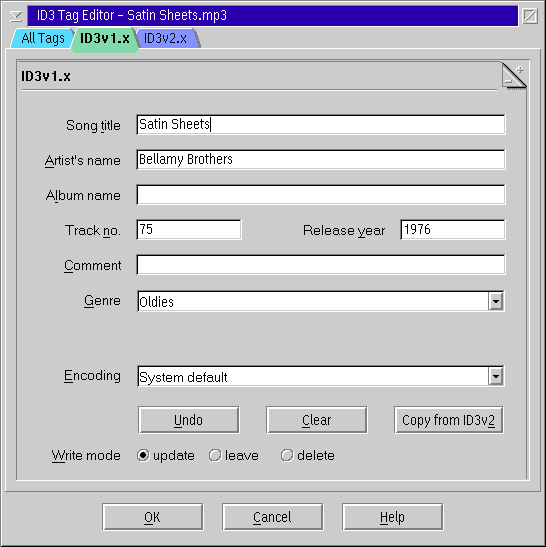 ID3 Tag Editor - Satin Sheets.mp3
All Tags ID3v1.x ID3v2.x
ID3v1.x
Song title Satin Sheets
Artist's name Bellamy Brothers
Album name
Track no. 75 Release year 1976
Comment
Genre Oldies
Encoding System default
Undo Clear Copy from ID3v2
Write mode update leave delete
OK Cancel Help